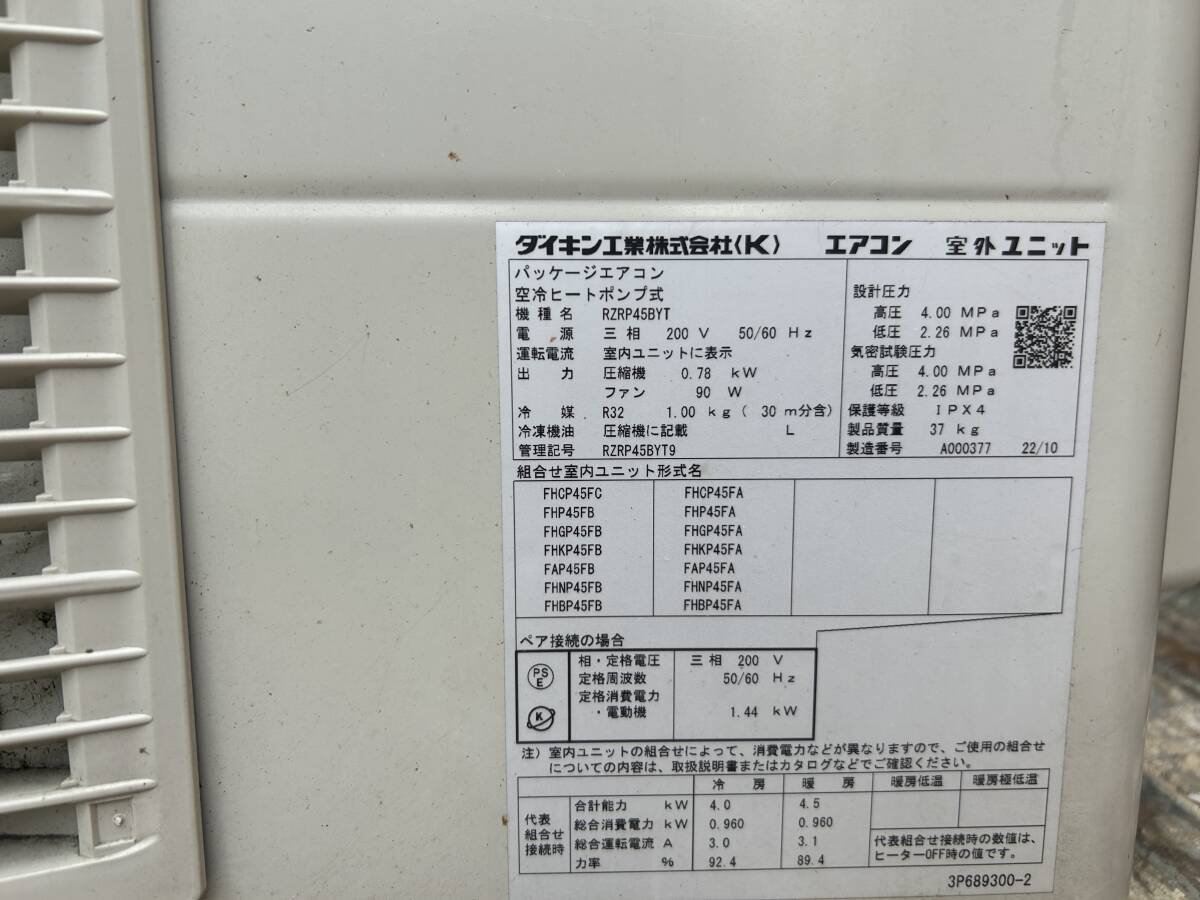 ダイキン工業株式会社〈K〉 エアコン 室外ユニット
パッケージエアコン
空冷ヒートポンプ式
機種名 RZRP45BYT
電源 三相 200 V 50/60 Hz
運転電流 室内ユニットに表示
出力 圧縮機 0.78 kW
ファン 90 W
冷媒 R32 1.00 kg ( 30 m分含)
冷凍機油 圧縮機に記載 L
管理記号 RZRP45BYT9
設計圧力
高圧 4.00 MPa
低圧 2.26 MPa
気密試験圧力
高圧 4.00 MPa
低圧 2.26 MPa
保護等級 IPX4
製品質量 37 kg
製造番号 A000377 22/10
組合せ室内ユニット形式名
FHCP45FC FHCP45FA
FHP45FB FHP45FA
FHGP45FB FHGP45FA
FHKP45FB FHKP45FA
FAP45FB FAP45FA
FHNP45FB FHNP45FA
FHBP45FB FHBP45FA
ペア接続の場合
PS
E
K
相・定格電圧 三相 200 V
定格周波数 50/60 Hz
定格消費電力
・電動機 1.44 kW
注) 室内ユニットの組合せによって、消費電力などが異なりますので、ご使用の組合せ
についての内容は、取扱説明書またはカタログなどでご確認ください。
冷房 暖房 暖房低温 暖房極低温
代表
組合せ
接続時
合計能力 kW 4.0 4.5
総合消費電力 kW 0.960 0.960
総合運転電流 A 3.0 3.1
力率 % 92.4 89.4
代表組合せ接続時の数値は、
ヒーターOFF時の値です。
3P689300-2